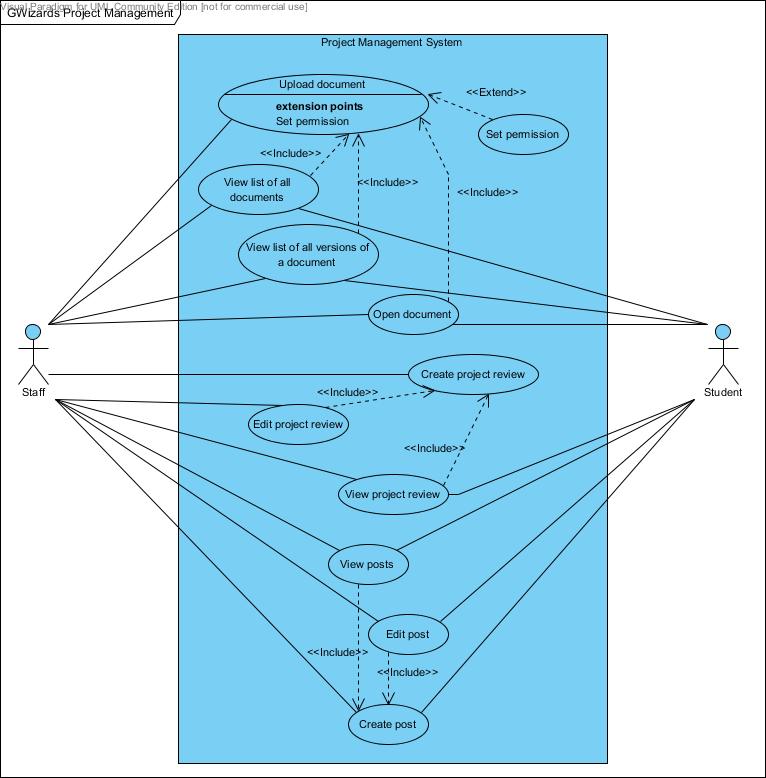 Visual Paradigm for UML Community Edition [not for commercial use]
GWizards Project Management
Project Management System
Upload document
extension points
Set permission
<<Extend>>
Set permission
<<Include>>
View list of all
documents
<<Include>>
<<Include>>
View list of all versions of
a document
Open document
Create project review
Staff
Student
<<Include>>
Edit project review
<<Include>>
View project review
View posts
Edit post
<<Include>>
<<Include>>
Create post